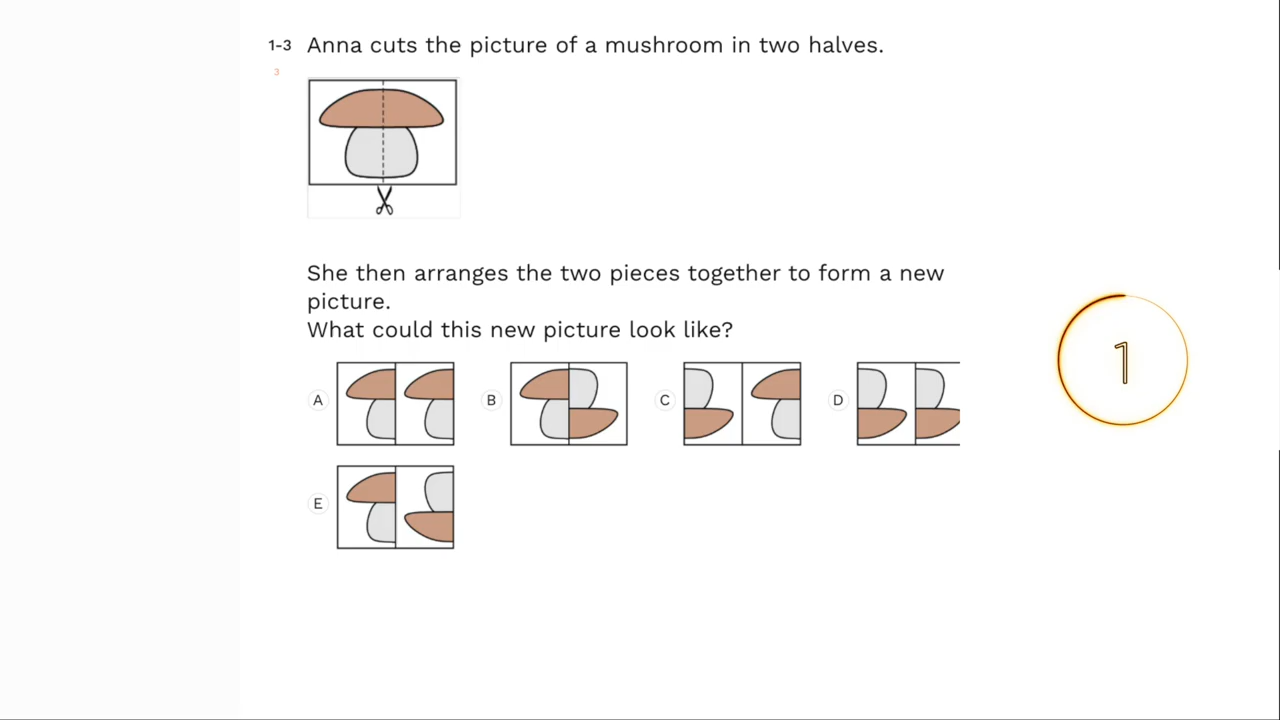 1-3 Anna cuts the picture of a mushroom in two halves.
3
She then arranges the two pieces together to form a new
picture.
What could this new picture look like?
A B C D
E
1